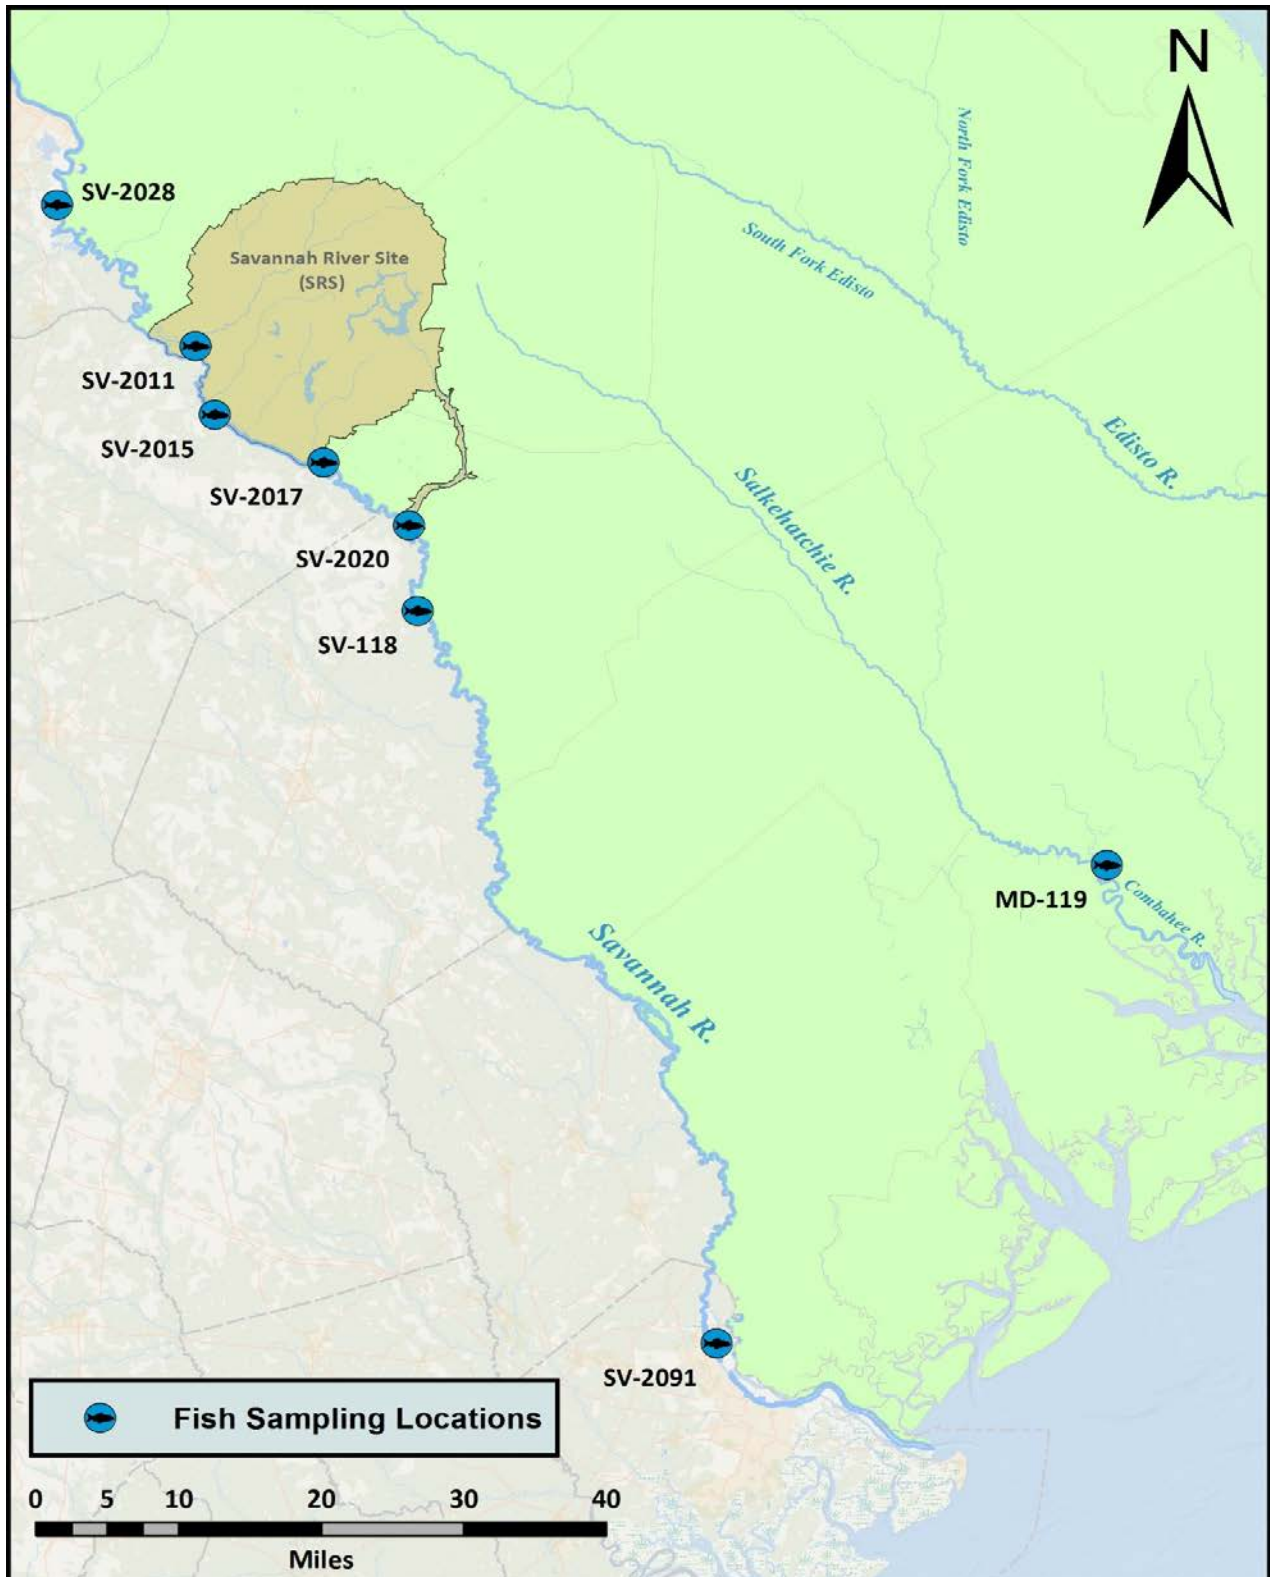 N
North Fork Edisto
SV-2028
South Fork Edisto
Savannah River Site
(SRS)
SV-2011
SV-2015
Edisto R.
SV-2017
Salkehatchie R.
SV-2020
SV-118
MD-119
Combahee R.
Savannah R.
SV-2091
Fish Sampling Locations
0 5 10 20 30 40
Miles